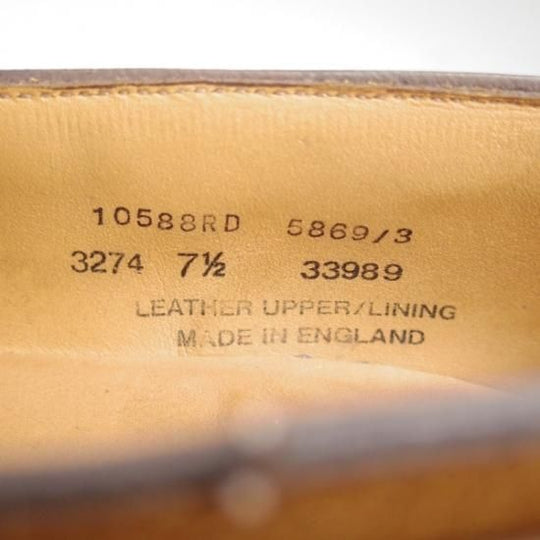 10588RD 5869/3
3274 7½ 33989
LEATHER UPPER/LINING
MADE IN ENGLAND